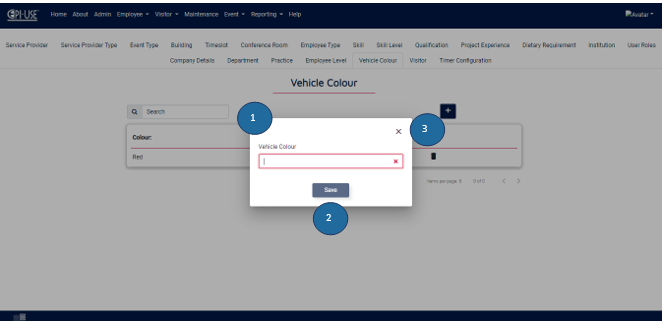 EPI-USE Home About Admin Employee Visitor Maintenance Event Reporting Help Avatar
Service Provider Service Provider Type Event Type Building Timeslot Conference Room Employee Type Skill Skill Level Qualification Project Experience Dietary Requirement Institution User Roles
Company Details Department Practice Employee Level Vehicle Colour Visitor Timer Configuration
Vehicle Colour
Search +
1
3
×
Colour:
Vehicle Colour
Red
Items per page 0 of 0
Save
2